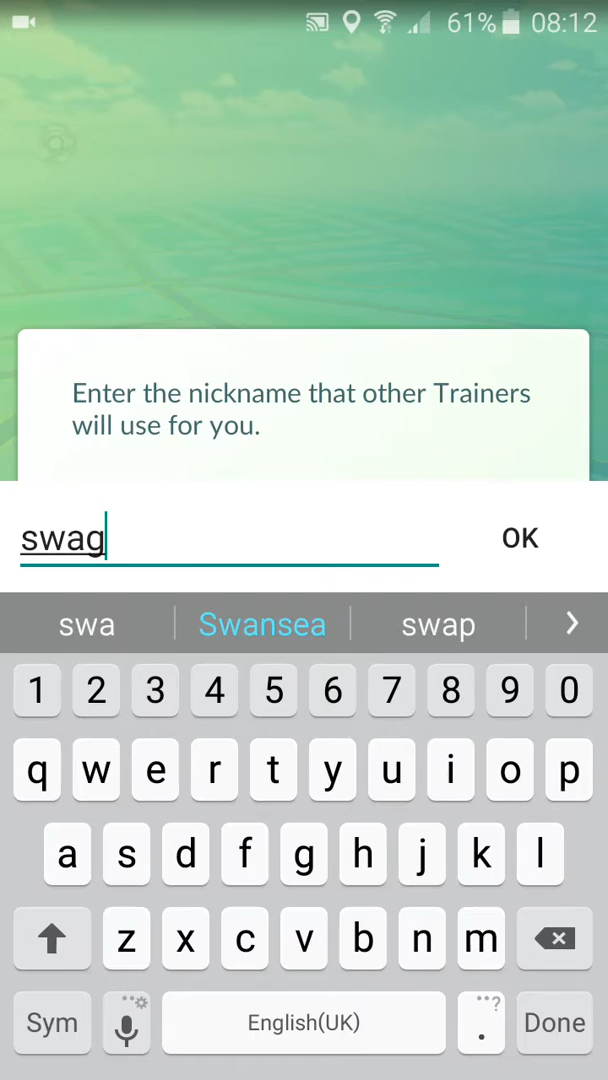 61% 08:12
Enter the nickname that other Trainers
will use for you.
swag OK
swa Swansea swap
1 2 3 4 5 6 7 8 9 0
q w e r t y u i o p
a s d f g h j k l
z x c v b n m
Sym English(UK) . ? Done